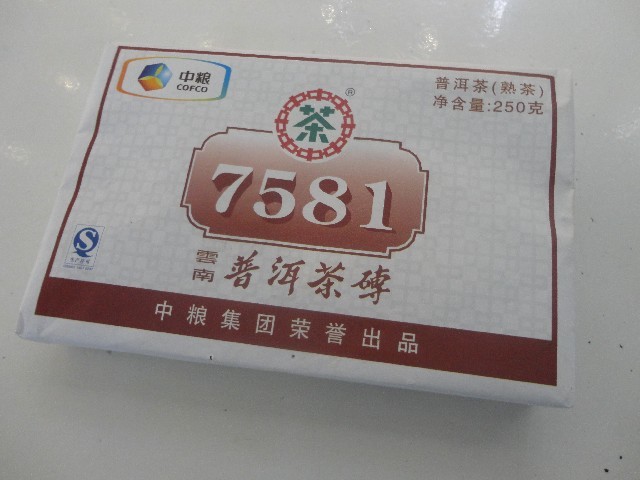 中粮
COFCO
普洱茶(熟茶)
净含量:250克
茶
®
7581
雲南
普洱茶磚
中粮集团荣誉出品